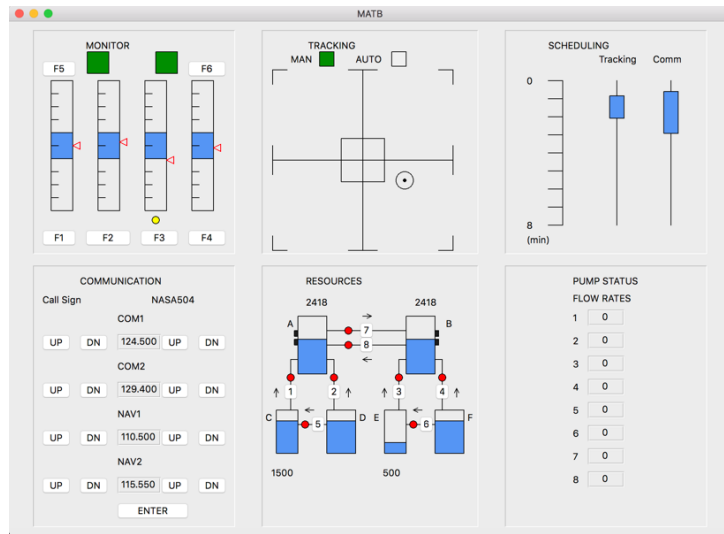 MATB
MONITOR
F5
F6
F1
F2
F3
F4
TRACKING
MAN
AUTO
SCHEDULING
Tracking
Comm
0
8
(min)
COMMUNICATION
Call Sign
NASA504
COM1
UP
DN
124.500
UP
DN
COM2
UP
DN
129.400
UP
DN
NAV1
UP
DN
110.500
UP
DN
NAV2
UP
DN
115.550
UP
DN
ENTER
RESOURCES
2418
2418
A
7
B
8
1
2
3
4
C
5
D
E
6
F
1500
500
PUMP STATUS
FLOW RATES
1 0
2 0
3 0
4 0
5 0
6 0
7 0
8 0